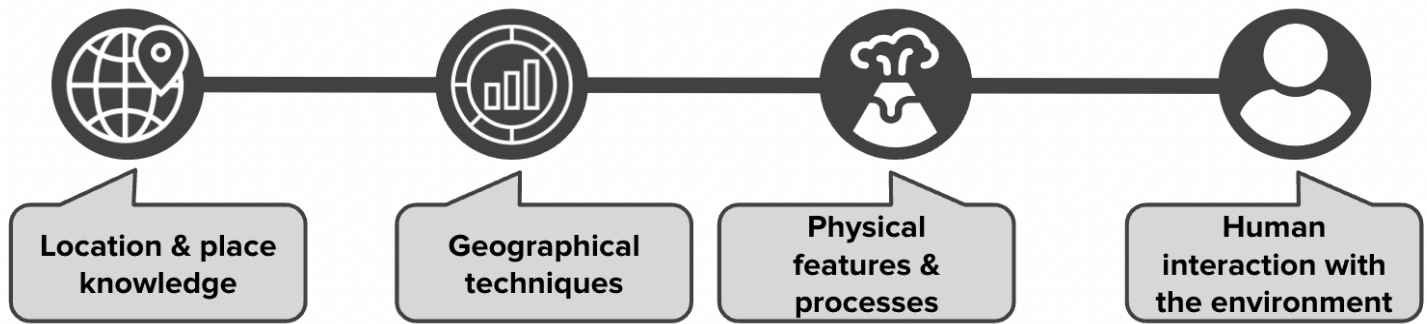 Location & place
knowledge
Geographical
techniques
Physical
features &
processes
Human
interaction with
the environment